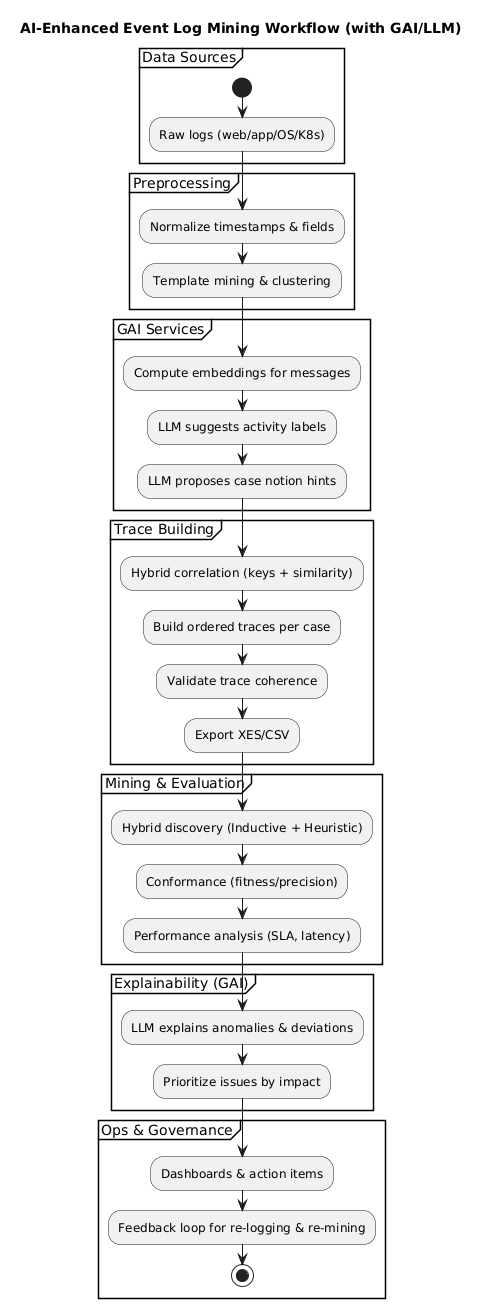 AI-Enhanced Event Log Mining Workflow (with GAI/LLM)
Data Sources
Raw logs (web/app/OS/K8s)
Preprocessing
Normalize timestamps & fields
Template mining & clustering
GAI Services
Compute embeddings for messages
LLM suggests activity labels
LLM proposes case notion hints
Trace Building
Hybrid correlation (keys + similarity)
Build ordered traces per case
Validate trace coherence
Export XES/CSV
Mining & Evaluation
Hybrid discovery (Inductive + Heuristic)
Conformance (fitness/precision)
Performance analysis (SLA, latency)
Explainability (GAI)
LLM explains anomalies & deviations
Prioritize issues by impact
Ops & Governance
Dashboards & action items
Feedback loop for re-logging & re-mining